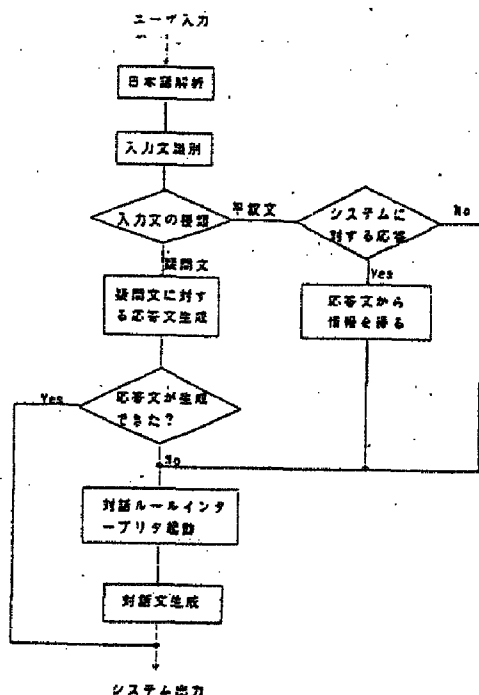 ユーザ入力
日本語解析
入力文識別
入力文の種類
平叙文
システムに
対する応答
No
疑問文
Yes
疑問文に対す
る応答文生成
応答文から
情報を得る
Yes
応答文が生成
できた?
No
対話ルールインタ
ープリタ起動
対話文生成
システム出力